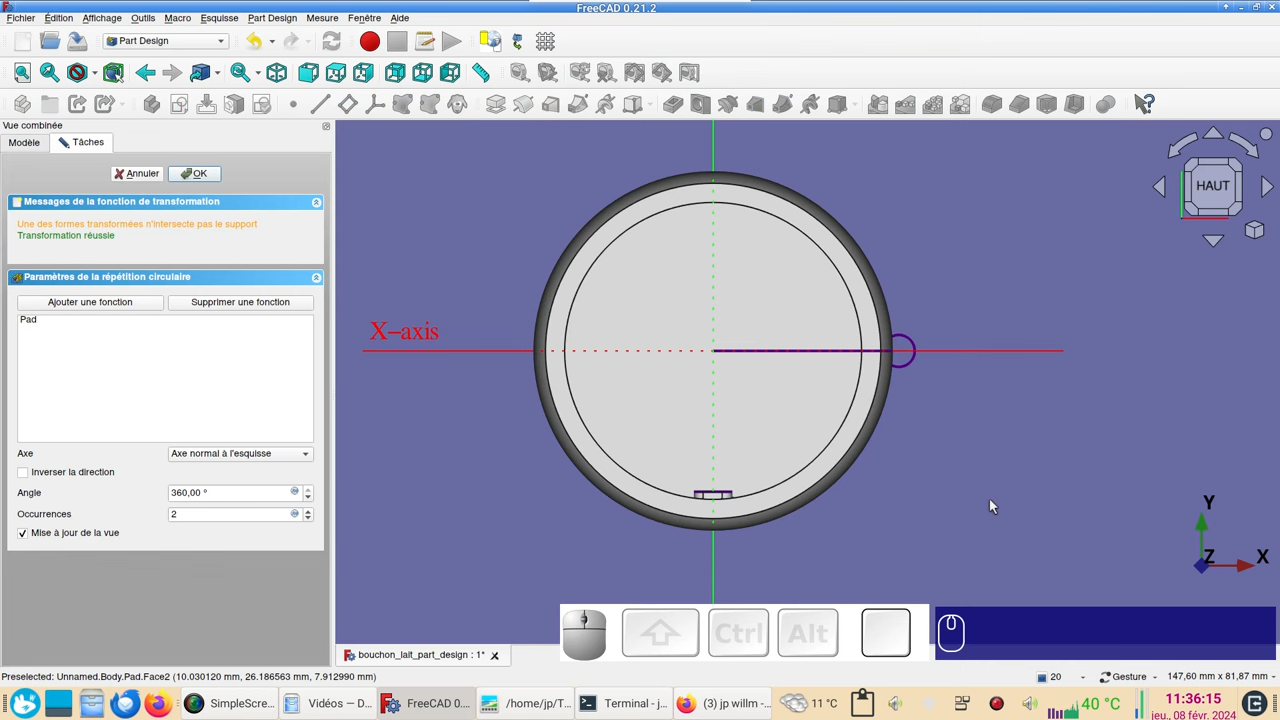 FreeCAD 0.21.2
Fichier Édition Affichage Outils Macro Esquisse Part Design Mesure Fenêtre Aide
Part Design
Vue combinée
Modèle Tâches
Annuler OK
Messages de la fonction de transformation
Une des formes transformées n'intersecte pas le support
Transformation réussie
Paramètres de la répétition circulaire
Ajouter une fonction Supprimer une fonction
Pad
Axe Axe normal à l'esquisse
Inverser la direction
Angle 360,00 °
Occurrences 2
Mise à jour de la vue
X-axis
HAUT
Y
Z X
Ctrl Alt
bouchon_lait_part_design : 1*
Preselected: Unnamed.Body.Pad.Face2 (10.030120 mm, 26.186563 mm, 7.912990 mm) 20 Gesture 147,60 mm x 81,87 mm
SimpleScre... Vidéos — D... FreeCAD 0.... /home/jp/T... Terminal - j... (3) jp willm -... 11 °C 40 °C 11:36:15
jeu., 08 févr. 2024